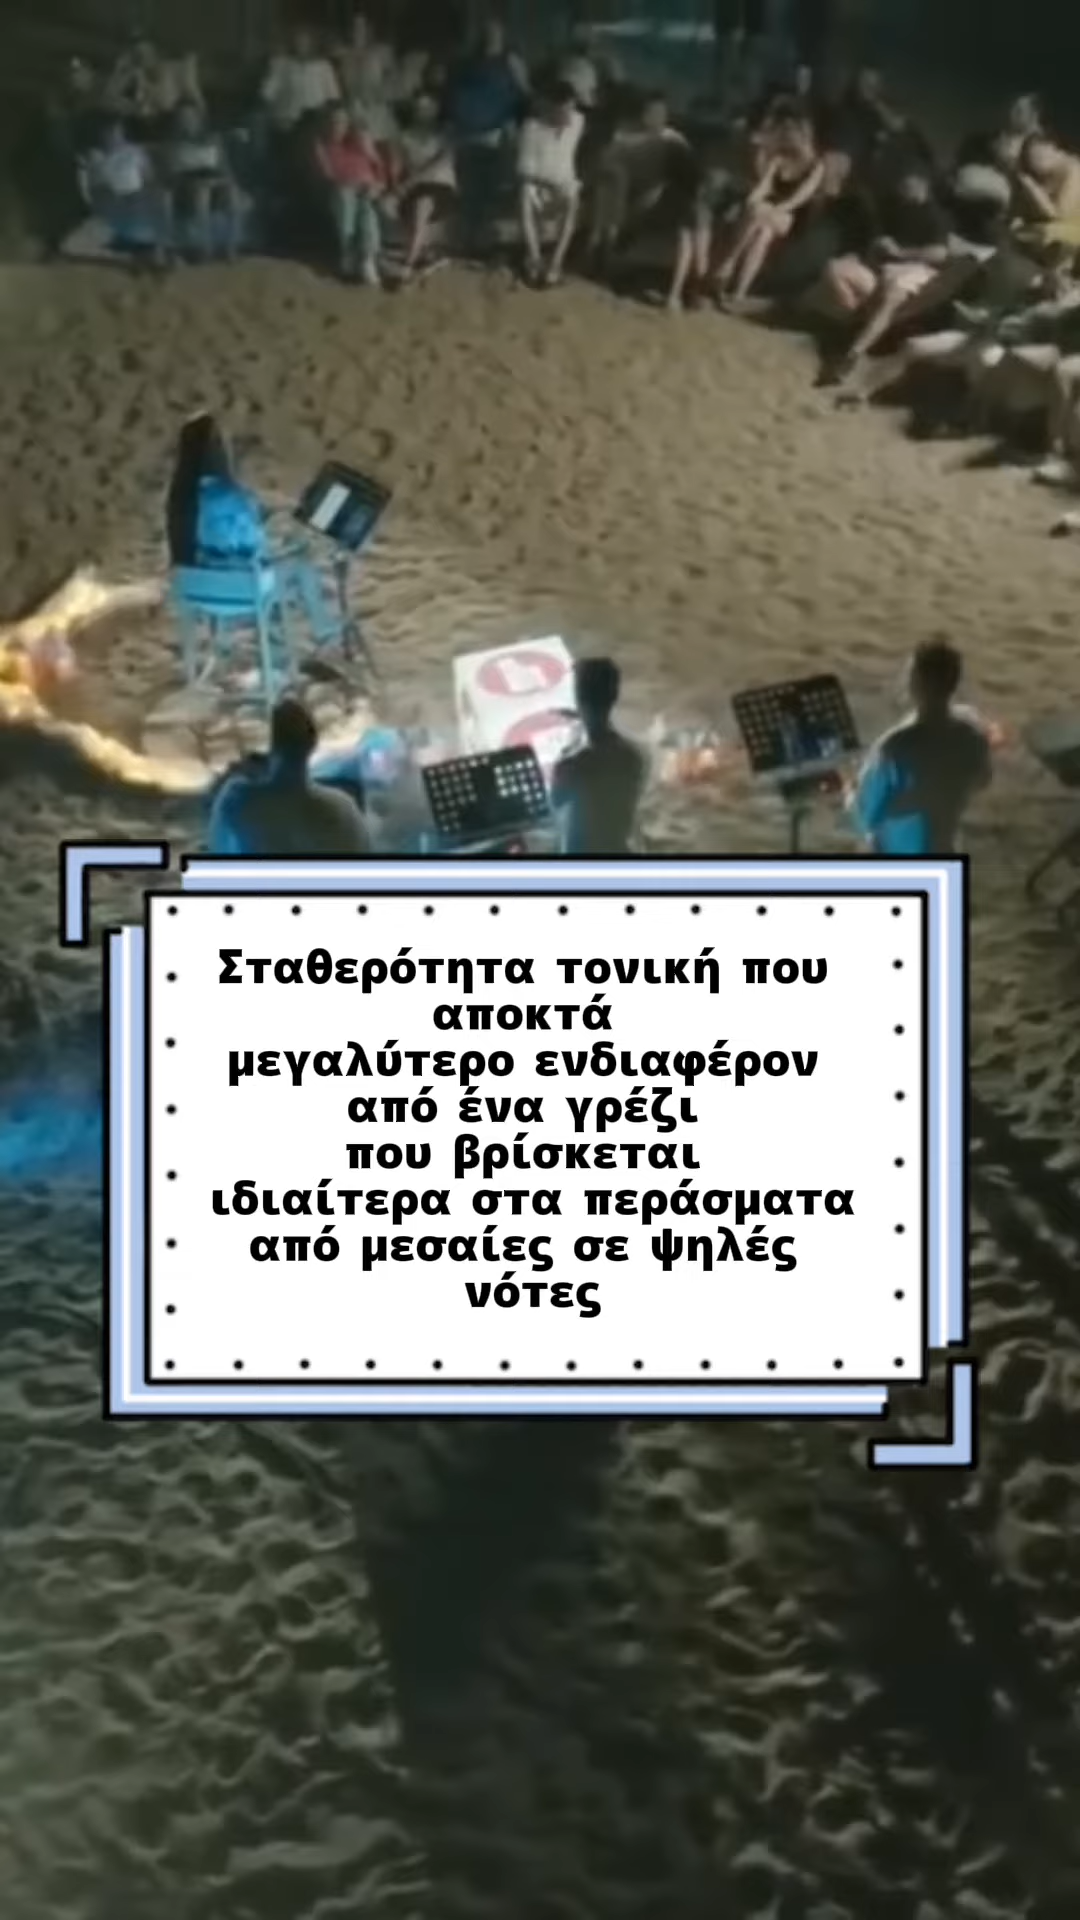 Σταθερότητα τονική που
αποκτά
μεγαλύτερο ενδιαφέρον
από ένα γρέζι
που βρίσκεται
ιδιαίτερα στα περάσματα
από μεσαίες σε ψηλές
νότες